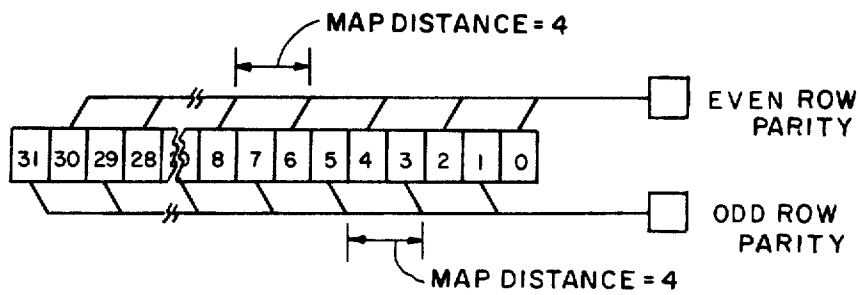 MAP DISTANCE = 4
EVEN ROW
PARITY
31 30 29 28 8 7 6 5 4 3 2 1 0
ODD ROW
PARITY
MAP DISTANCE = 4